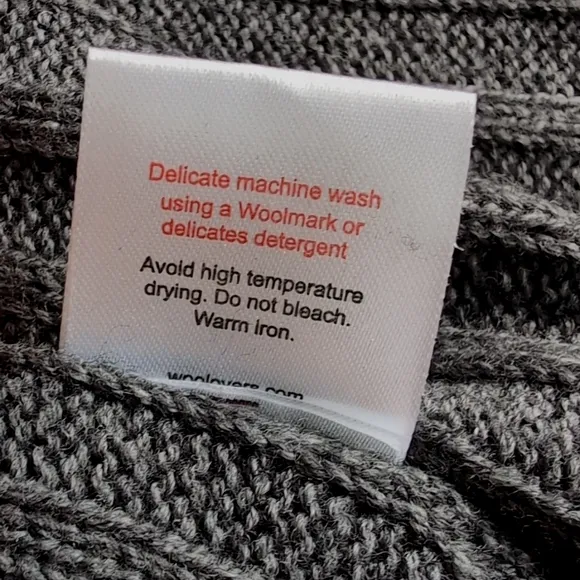 Delicate machine wash
using a Woolmark or
delicates detergent
Avoid high temperature
drying. Do not bleach.
Warm iron.
woolovers.com